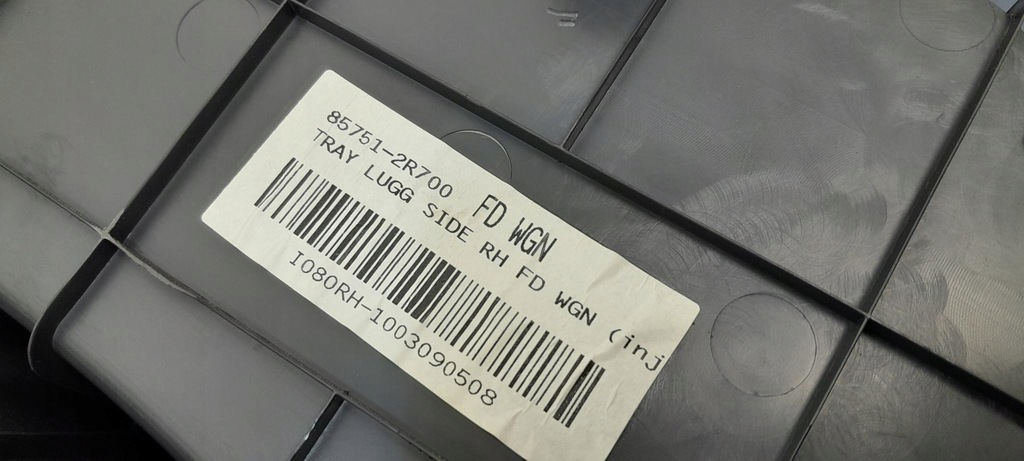 85751-2R700 FD WGN
TRAY LUGG SIDE RH FD WGN (inj
I080RH-1003090508